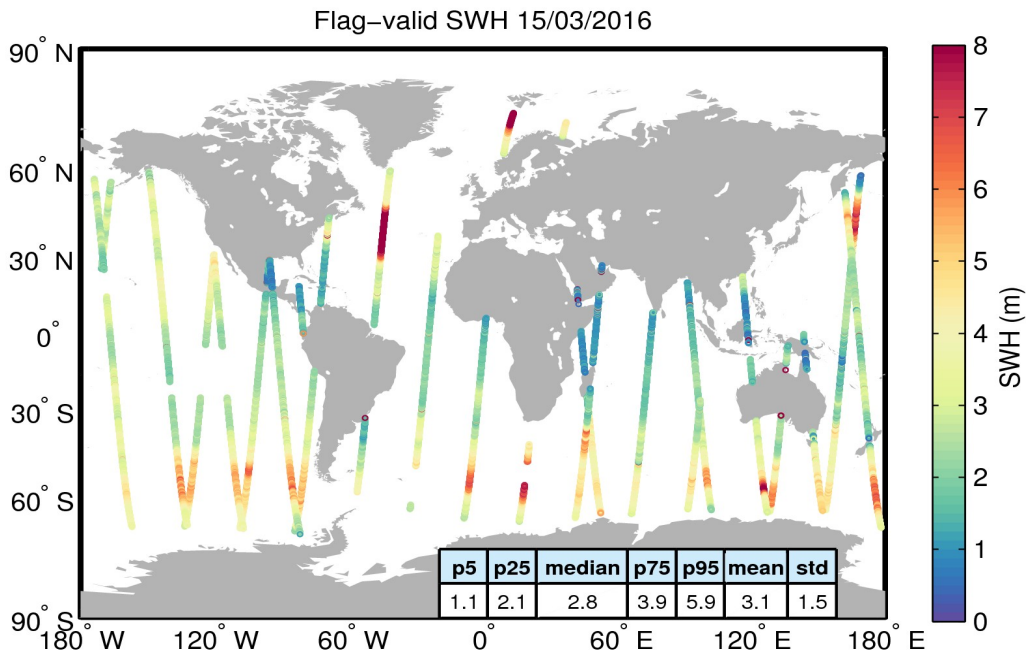 Flag−valid SWH 15/03/2016
90° N
60° N
30° N
0°
30° S
60° S
90° S
180° W
120° W
60° W
0°
60° E
120° E
180° E
p5 p25 median p75 p95 mean std
1.1 2.1 2.8 3.9 5.9 3.1 1.5
8
7
6
5
4
3
2
1
0
SWH (m)